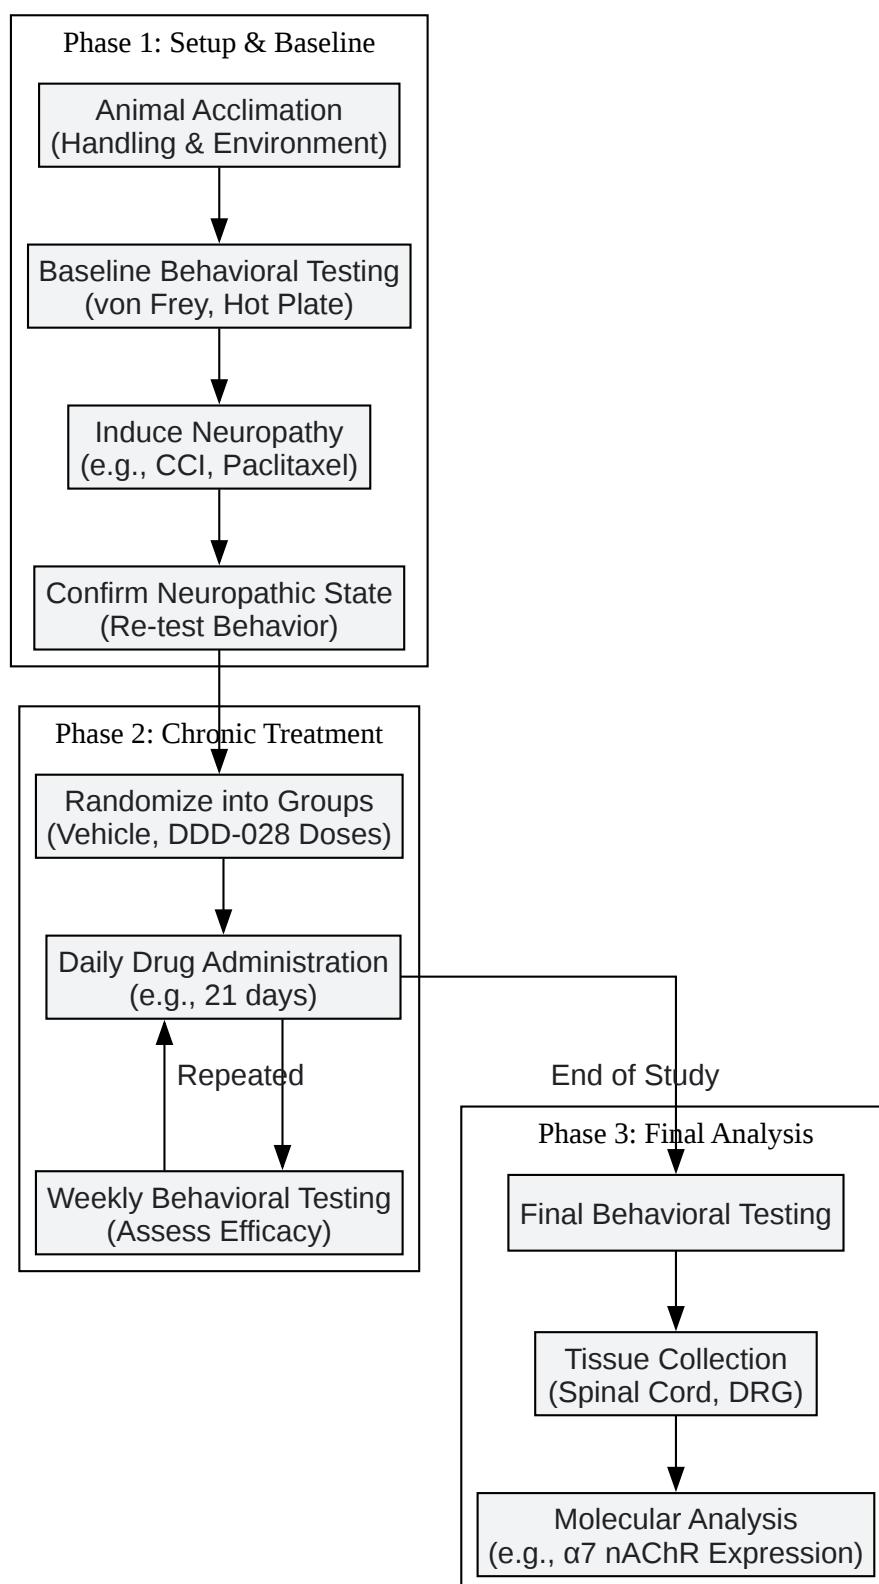 Phase 1: Setup & Baseline
Animal Acclimation
(Handling & Environment)
Baseline Behavioral Testing
(von Frey, Hot Plate)
Induce Neuropathy
(e.g., CCI, Paclitaxel)
Confirm Neuropathic State
(Re-test Behavior)
Phase 2: Chronic Treatment
Randomize into Groups
(Vehicle, DDD-028 Doses)
Daily Drug Administration
(e.g., 21 days)
Repeated
Weekly Behavioral Testing
(Assess Efficacy)
End of Study
Phase 3: Final Analysis
Final Behavioral Testing
Tissue Collection
(Spinal Cord, DRG)
Molecular Analysis
(e.g., α7 nAChR Expression)